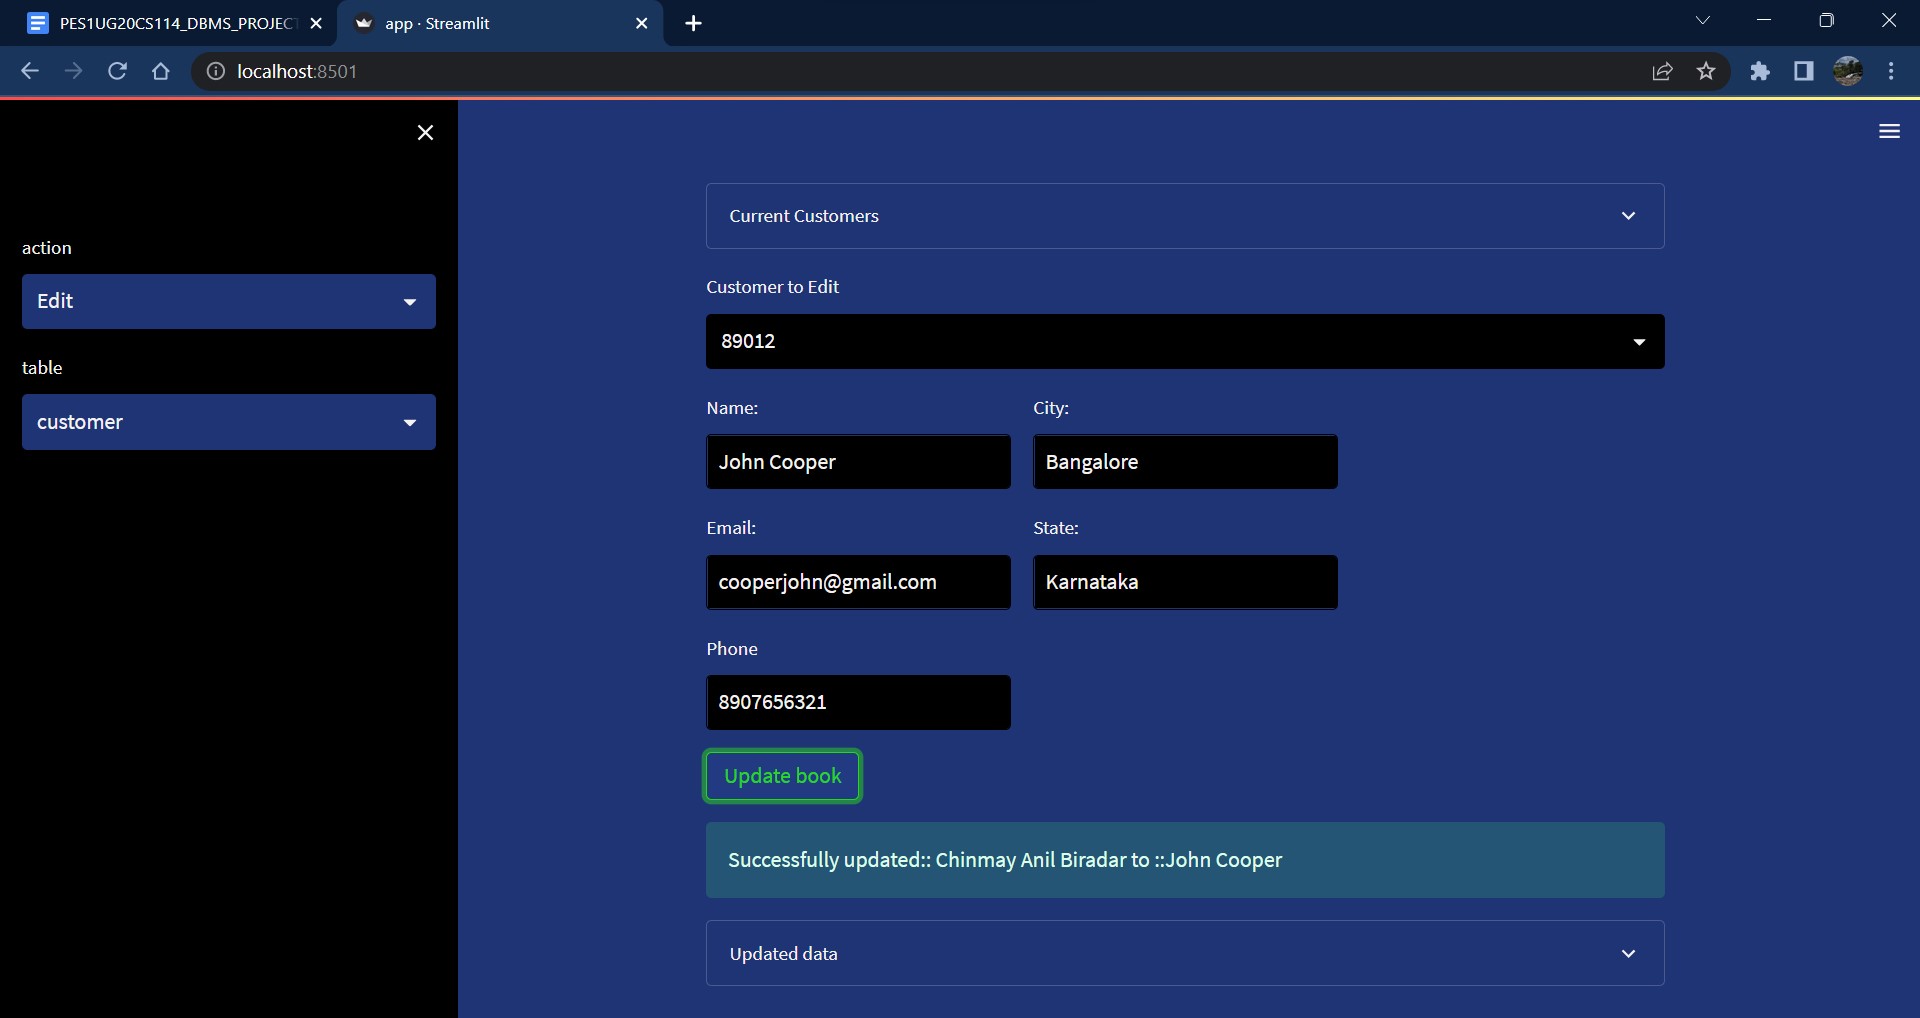 PES1UG20CS114_DBMS_PROJECT
app · Streamlit
localhost:8501
action
Edit
table
customer
Current Customers
Customer to Edit
89012
Name:
City:
John Cooper
Bangalore
Email:
State:
cooperjohn@gmail.com
Karnataka
Phone
8907656321
Update book
Successfully updated:: Chinmay Anil Biradar to ::John Cooper
Updated data